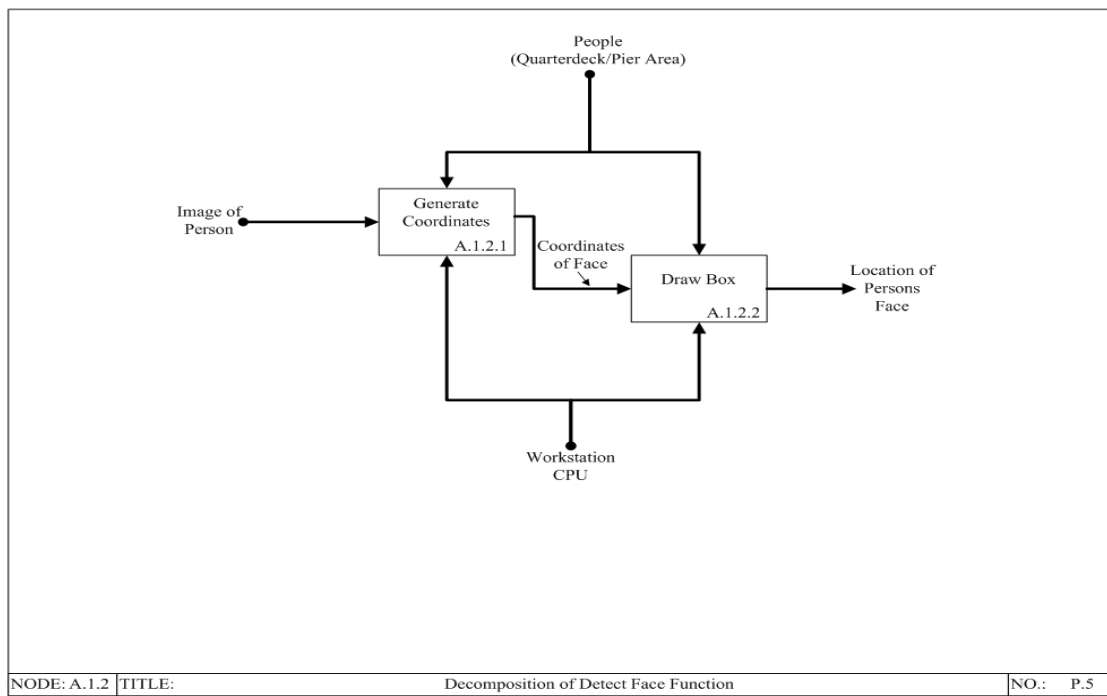 People
(Quarterdeck/Pier Area)
Image of
Person
Generate
Coordinates
A.1.2.1
Coordinates
of Face
Draw Box
A.1.2.2
Location of
Persons
Face
Workstation
CPU
NODE: A.1.2 TITLE: Decomposition of Detect Face Function NO.: P.5